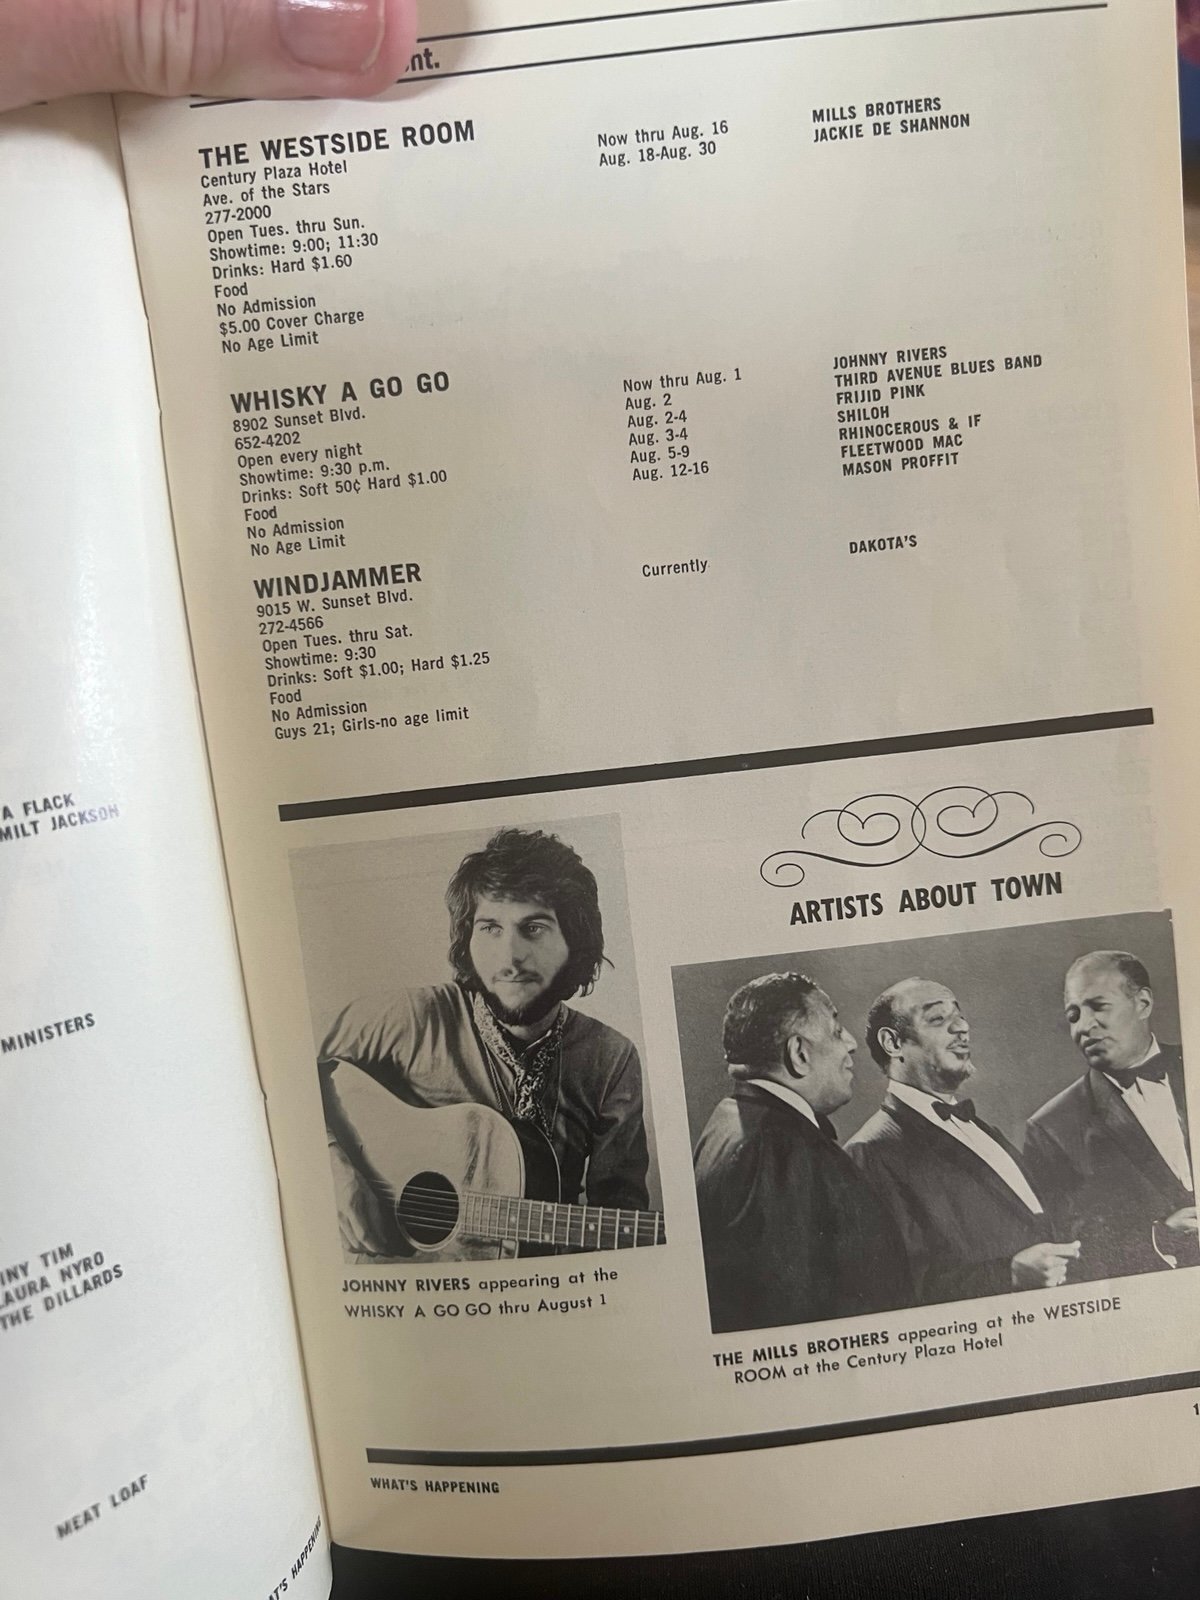 nt.
THE WESTSIDE ROOM
Century Plaza Hotel
Ave. of the Stars
277-2000
Open Tues. thru Sun.
Showtime: 9:00; 11:30
Drinks: Hard $1.60
Food
No Admission
$5.00 Cover Charge
No Age Limit
Now thru Aug. 16
Aug. 18-Aug. 30
MILLS BROTHERS
JACKIE DE SHANNON
WHISKY A GO GO
8902 Sunset Blvd.
652-4202
Open every night
Showtime: 9:30 p.m.
Drinks: Soft 50¢ Hard $1.00
Food
No Admission
No Age Limit
Now thru Aug. 1
Aug. 2
Aug. 2-4
Aug. 3-4
Aug. 5-9
Aug. 12-16
JOHNNY RIVERS
THIRD AVENUE BLUES BAND
FRIJID PINK
SHILOH
RHINOCEROUS & IF
FLEETWOOD MAC
MASON PROFFIT
WINDJAMMER
9015 W. Sunset Blvd.
272-4566
Open Tues. thru Sat.
Showtime: 9:30
Drinks: Soft $1.00; Hard $1.25
Food
No Admission
Guys 21; Girls-no age limit
Currently
DAKOTA'S
ARTISTS ABOUT TOWN
JOHNNY RIVERS appearing at the
WHISKY A GO GO thru August 1
THE MILLS BROTHERS appearing at the WESTSIDE
ROOM at the Century Plaza Hotel
WHAT'S HAPPENING
1
A FLACK
MILT JACKSON
MINISTERS
INY TIM
LAURA NYRO
THE DILLARDS
MEAT LOAF
AT'S HAPPENING